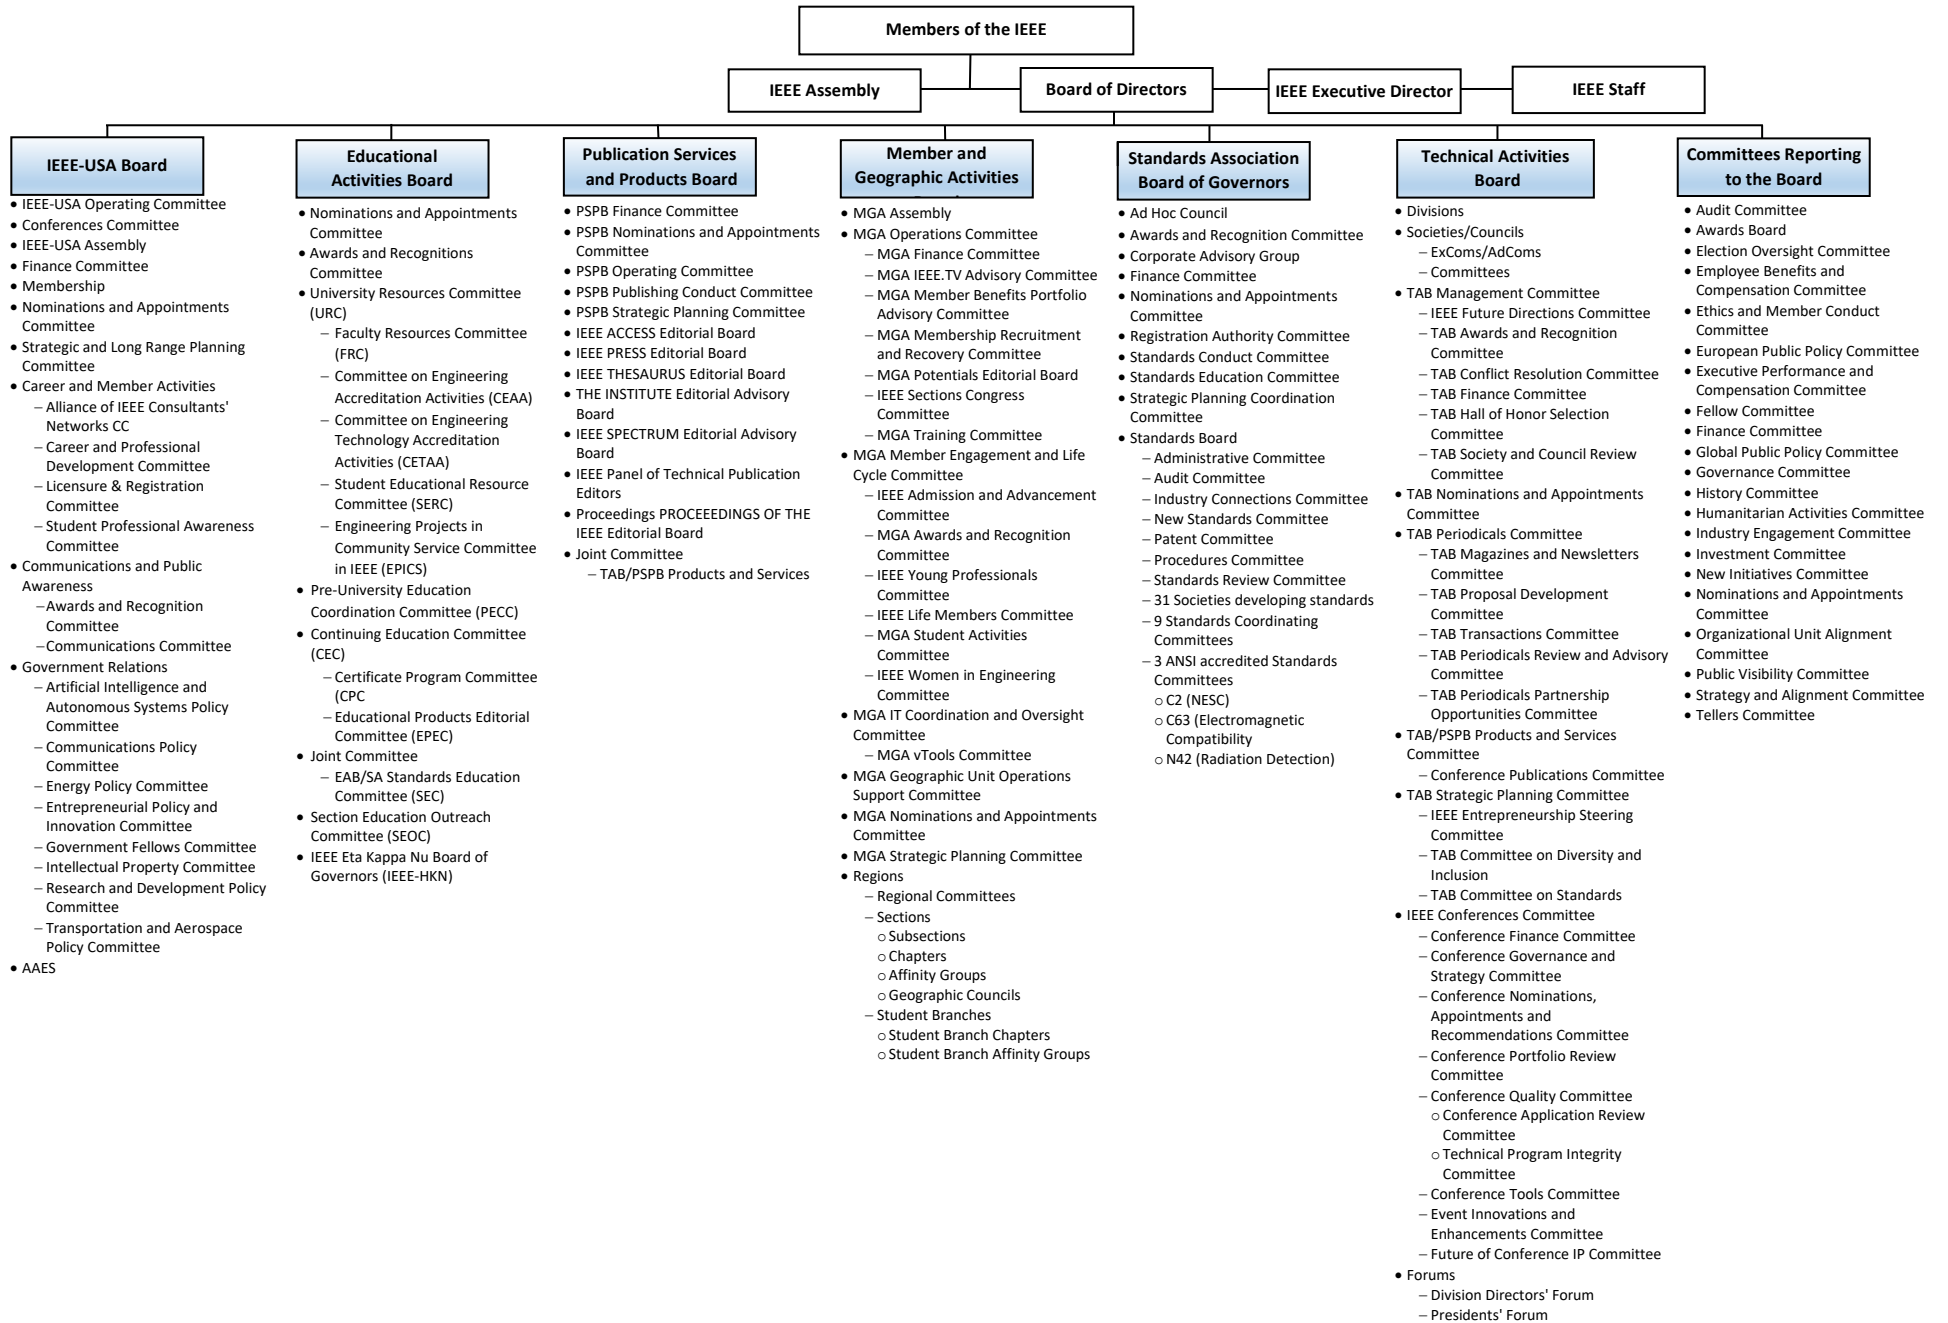 Members of the IEEE
IEEE Assembly
Board of Directors
IEEE Executive Director
IEEE Staff
IEEE-USA Board
• IEEE-USA Operating Committee
• Conferences Committee
• IEEE-USA Assembly
• Finance Committee
• Membership
• Nominations and Appointments
Committee
• Strategic and Long Range Planning
Committee
• Career and Member Activities
– Alliance of IEEE Consultants'
Networks CC
– Career and Professional
Development Committee
– Licensure & Registration
Committee
– Student Professional Awareness
Committee
• Communications and Public
Awareness
– Awards and Recognition
Committee
– Communications Committee
• Government Relations
– Artificial Intelligence and
Autonomous Systems Policy
Committee
– Communications Policy
Committee
– Energy Policy Committee
– Entrepreneurial Policy and
Innovation Committee
– Government Fellows Committee
– Intellectual Property Committee
– Research and Development Policy
Committee
– Transportation and Aerospace
Policy Committee
• AAES
Educational
Activities Board
• Nominations and Appointments
Committee
• Awards and Recognitions
Committee
• University Resources Committee
(URC)
– Faculty Resources Committee
(FRC)
– Committee on Engineering
Accreditation Activities (CEAA)
– Committee on Engineering
Technology Accreditation
Activities (CETAA)
– Student Educational Resource
Committee (SERC)
– Engineering Projects in
Community Service Committee
in IEEE (EPICS)
• Pre-University Education
Coordination Committee (PECC)
• Continuing Education Committee
(CEC)
– Certificate Program Committee
(CPC
– Educational Products Editorial
Committee (EPEC)
• Joint Committee
– EAB/SA Standards Education
Committee (SEC)
• Section Education Outreach
Committee (SEOC)
• IEEE Eta Kappa Nu Board of
Governors (IEEE-HKN)
Publication Services
and Products Board
• PSPB Finance Committee
• PSPB Nominations and Appointments
Committee
• PSPB Operating Committee
• PSPB Publishing Conduct Committee
• PSPB Strategic Planning Committee
• IEEE ACCESS Editorial Board
• IEEE PRESS Editorial Board
• IEEE THESAURUS Editorial Board
• THE INSTITUTE Editorial Advisory
Board
• IEEE SPECTRUM Editorial Advisory
Board
• IEEE Panel of Technical Publication
Editors
• Proceedings PROCEEEDINGS OF THE
IEEE Editorial Board
• Joint Committee
– TAB/PSPB Products and Services
Member and
Geographic Activities
• MGA Assembly
• MGA Operations Committee
– MGA Finance Committee
– MGA IEEE.TV Advisory Committee
– MGA Member Benefits Portfolio
Advisory Committee
– MGA Membership Recruitment
and Recovery Committee
– MGA Potentials Editorial Board
– IEEE Sections Congress
Committee
– MGA Training Committee
• MGA Member Engagement and Life
Cycle Committee
– IEEE Admission and Advancement
Committee
– MGA Awards and Recognition
Committee
– IEEE Young Professionals
Committee
– IEEE Life Members Committee
– MGA Student Activities
Committee
– IEEE Women in Engineering
Committee
• MGA IT Coordination and Oversight
Committee
– MGA vTools Committee
• MGA Geographic Unit Operations
Support Committee
• MGA Nominations and Appointments
Committee
• MGA Strategic Planning Committee
• Regions
– Regional Committees
– Sections
○ Subsections
○ Chapters
○ Affinity Groups
○ Geographic Councils
– Student Branches
○ Student Branch Chapters
○ Student Branch Affinity Groups
Standards Association
Board of Governors
• Ad Hoc Council
• Awards and Recognition Committee
• Corporate Advisory Group
• Finance Committee
• Nominations and Appointments
Committee
• Registration Authority Committee
• Standards Conduct Committee
• Standards Education Committee
• Strategic Planning Coordination
Committee
• Standards Board
– Administrative Committee
– Audit Committee
– Industry Connections Committee
– New Standards Committee
– Patent Committee
– Procedures Committee
– Standards Review Committee
– 31 Societies developing standards
– 9 Standards Coordinating
Committees
– 3 ANSI accredited Standards
Committees
○ C2 (NESC)
○ C63 (Electromagnetic
Compatibility
○ N42 (Radiation Detection)
Technical Activities
Board
• Divisions
• Societies/Councils
– ExComs/AdComs
– Committees
• TAB Management Committee
– IEEE Future Directions Committee
– TAB Awards and Recognition
Committee
– TAB Conflict Resolution Committee
– TAB Finance Committee
– TAB Hall of Honor Selection
Committee
– TAB Society and Council Review
Committee
• TAB Nominations and Appointments
Committee
• TAB Periodicals Committee
– TAB Magazines and Newsletters
Committee
– TAB Proposal Development
Committee
– TAB Transactions Committee
– TAB Periodicals Review and Advisory
Committee
– TAB Periodicals Partnership
Opportunities Committee
• TAB/PSPB Products and Services
Committee
– Conference Publications Committee
• TAB Strategic Planning Committee
– IEEE Entrepreneurship Steering
Committee
– TAB Committee on Diversity and
Inclusion
– TAB Committee on Standards
• IEEE Conferences Committee
– Conference Finance Committee
– Conference Governance and
Strategy Committee
– Conference Nominations,
Appointments and
Recommendations Committee
– Conference Portfolio Review
Committee
– Conference Quality Committee
○ Conference Application Review
Committee
○ Technical Program Integrity
Committee
– Conference Tools Committee
– Event Innovations and
Enhancements Committee
– Future of Conference IP Committee
• Forums
– Division Directors' Forum
– Presidents' Forum
Committees Reporting
to the Board
• Audit Committee
• Awards Board
• Election Oversight Committee
• Employee Benefits and
Compensation Committee
• Ethics and Member Conduct
Committee
• European Public Policy Committee
• Executive Performance and
Compensation Committee
• Fellow Committee
• Finance Committee
• Global Public Policy Committee
• Governance Committee
• History Committee
• Humanitarian Activities Committee
• Industry Engagement Committee
• Investment Committee
• New Initiatives Committee
• Nominations and Appointments
Committee
• Organizational Unit Alignment
Committee
• Public Visibility Committee
• Strategy and Alignment Committee
• Tellers Committee